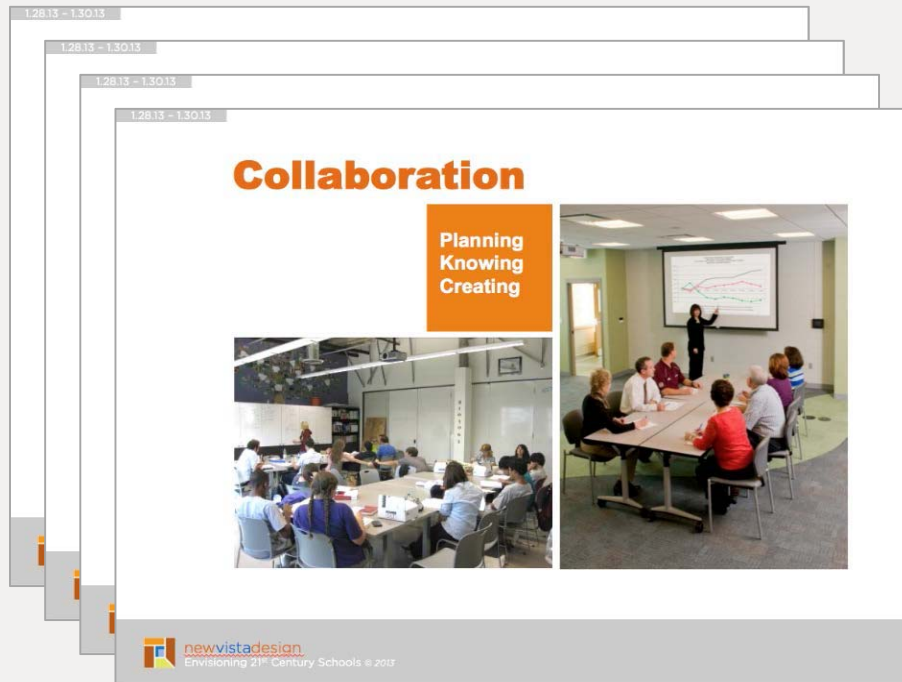 1.28.13 – 1.30.13
1.28.13 – 1.30.13
1.28.13 – 1.30.13
1.28.13 – 1.30.13
Collaboration
Planning
Knowing
Creating
newvistadesign
Envisioning 21st Century Schools © 2013